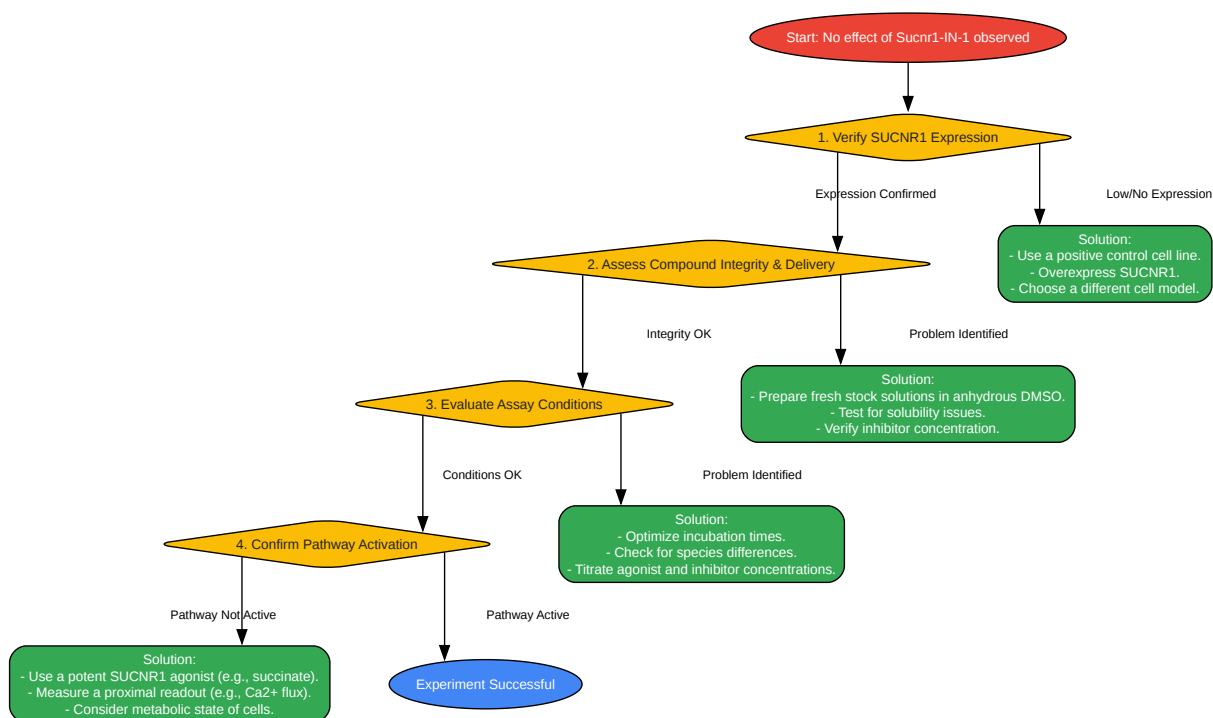 Start: No effect of Sucnr1-IN-1 observed
1. Verify SUCNR1 Expression
Expression Confirmed
Low/No Expression
Solution:
- Use a positive control cell line.
- Overexpress SUCNR1.
- Choose a different cell model.
2. Assess Compound Integrity & Delivery
Integrity OK
Problem Identified
Solution:
- Prepare fresh stock solutions in anhydrous DMSO.
- Test for solubility issues.
- Verify inhibitor concentration.
3. Evaluate Assay Conditions
Conditions OK
Problem Identified
Solution:
- Optimize incubation times.
- Check for species differences.
- Titrate agonist and inhibitor concentrations.
4. Confirm Pathway Activation
Pathway Not Active
Pathway Active
Solution:
- Use a potent SUCNR1 agonist (e.g., succinate).
- Measure a proximal readout (e.g., Ca2+ flux).
- Consider metabolic state of cells.
Experiment Successful